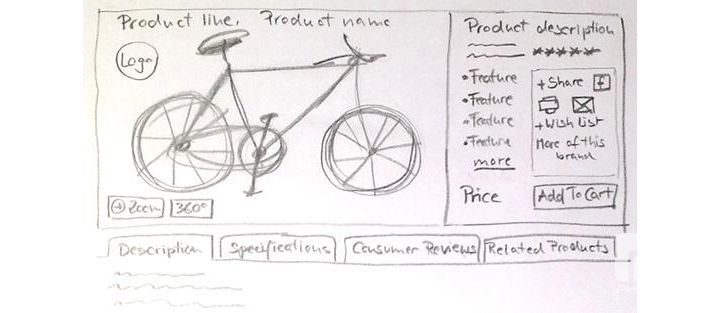 Product line, Product name
Logo
Zoom
360°
Product description
• Feature
• Feature
• Feature
• Feature
more
+ Share f
+ Wish List
More of this
brand
Price
Add To Cart
Description
Specifications
Consumer Reviews
Related Products